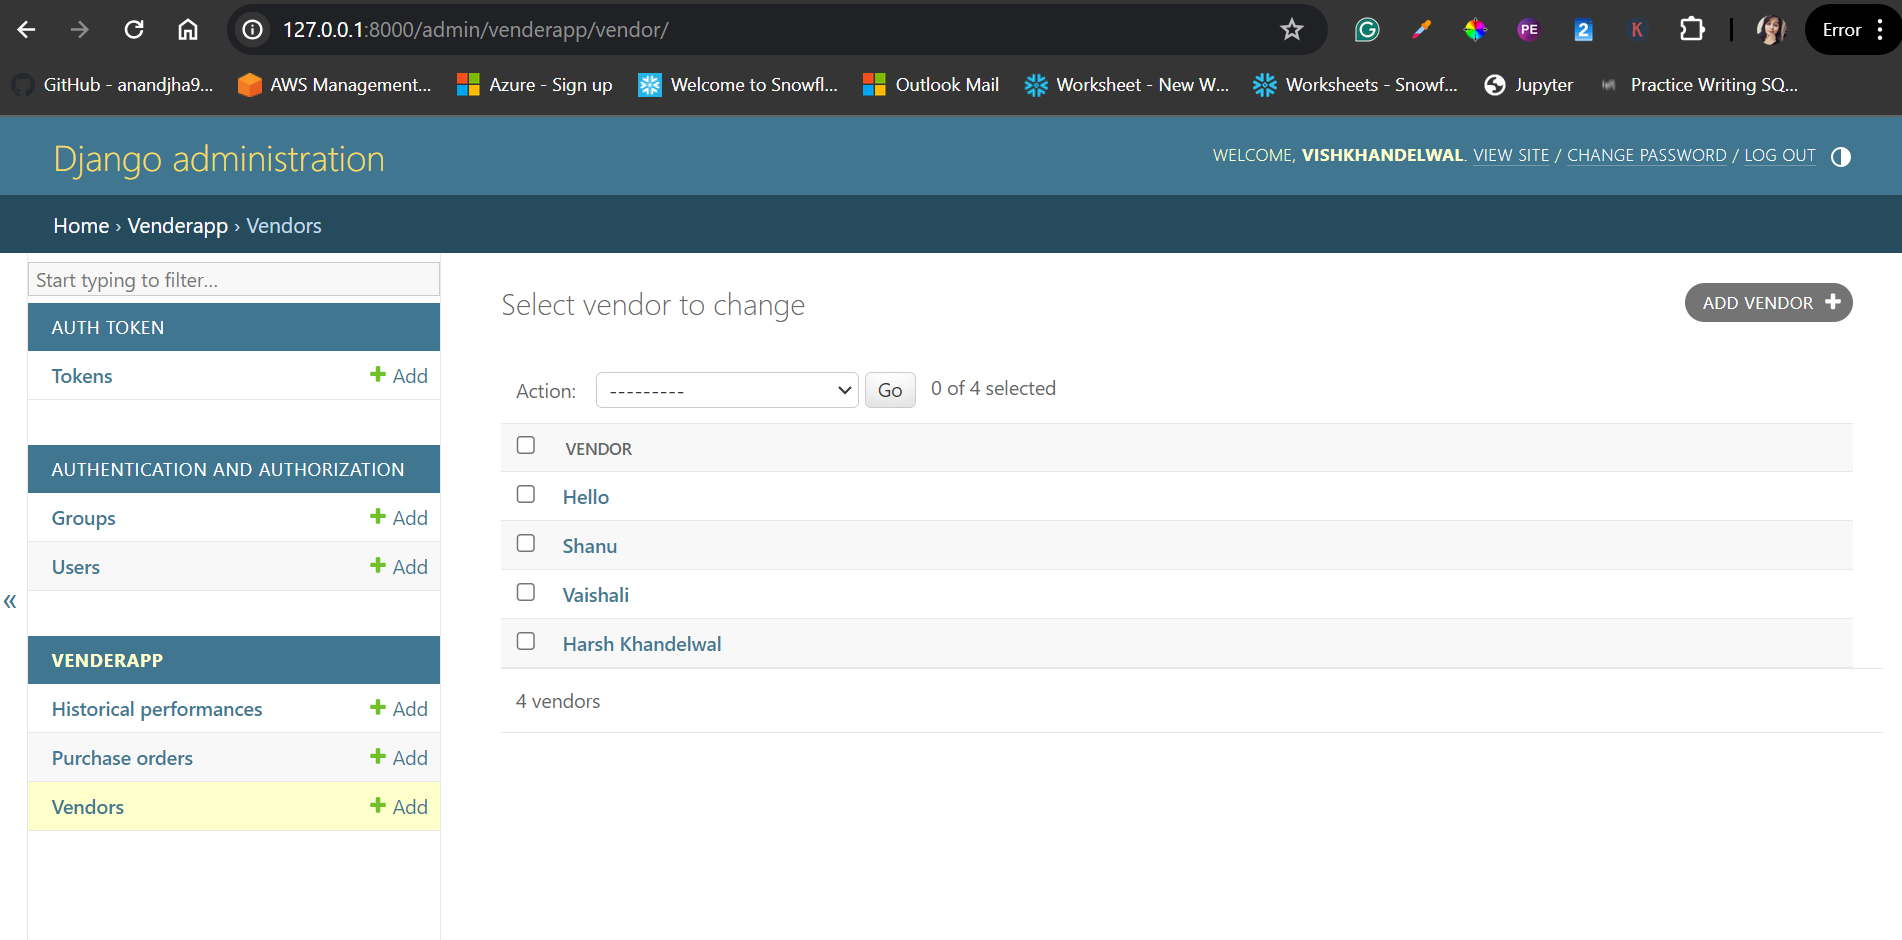 127.0.0.1:8000/admin/venderapp/vendor/
PE
2
K
Error
GitHub - anandjha9... AWS Management... Azure - Sign up Welcome to Snowfl... Outlook Mail Worksheet - New W... Worksheets - Snowf... Jupyter Practice Writing SQ...
Django administration
WELCOME, VISHKHANDELWAL. VIEW SITE / CHANGE PASSWORD / LOG OUT
Home › Venderapp › Vendors
Start typing to filter...
AUTH TOKEN
Tokens + Add
AUTHENTICATION AND AUTHORIZATION
Groups + Add
Users + Add
«
VENDERAPP
Historical performances + Add
Purchase orders + Add
Vendors + Add
Select vendor to change
ADD VENDOR +
Action: --------- Go 0 of 4 selected
VENDOR
Hello
Shanu
Vaishali
Harsh Khandelwal
4 vendors